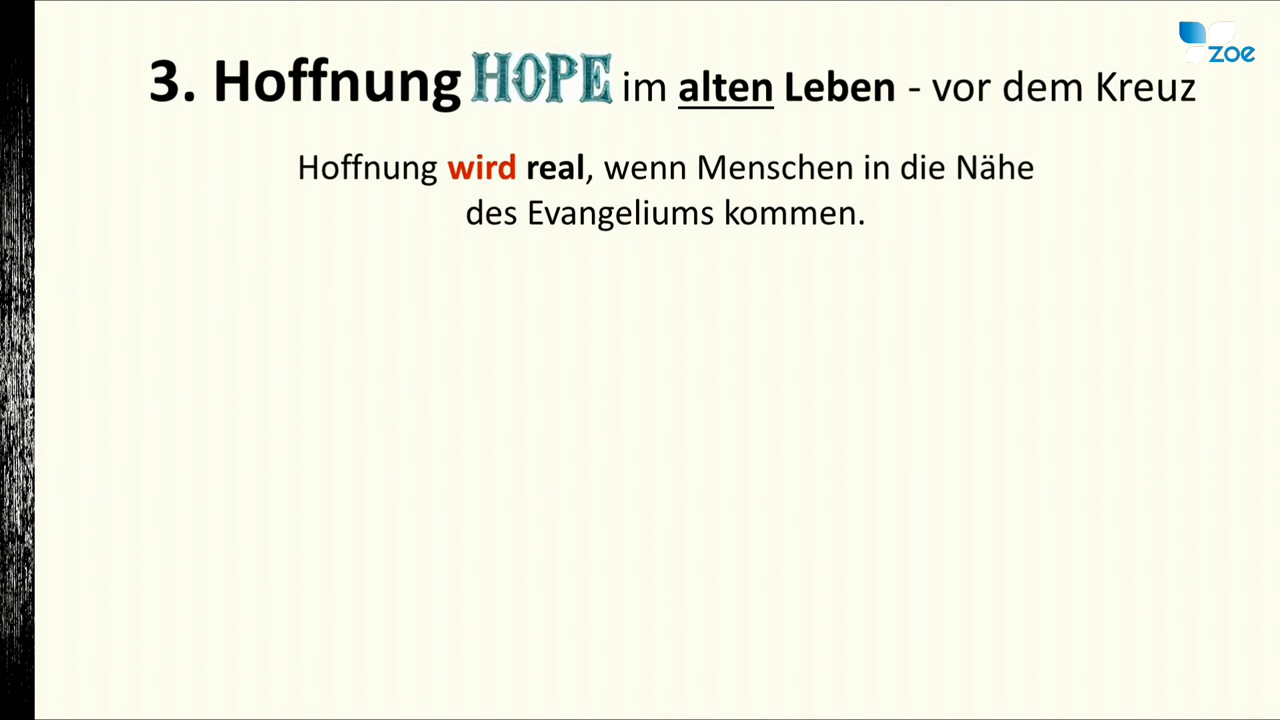 zoe
3. Hoffnung HOPE im alten Leben - vor dem Kreuz
Hoffnung wird real, wenn Menschen in die Nähe
des Evangeliums kommen.